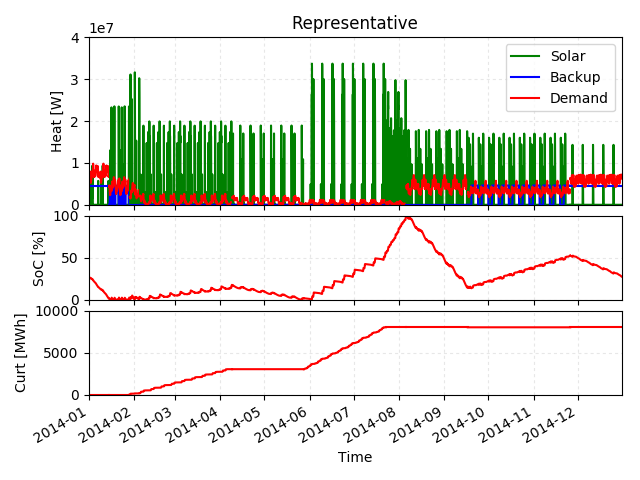 Representative
1e7
4
3
2
1
0
Heat [W]
Solar
Backup
Demand
100
50
0
SoC [%]
10000
5000
0
Curt [MWh]
2014-01
2014-02
2014-03
2014-04
2014-05
2014-06
2014-07
2014-08
2014-09
2014-10
2014-11
2014-12
Time